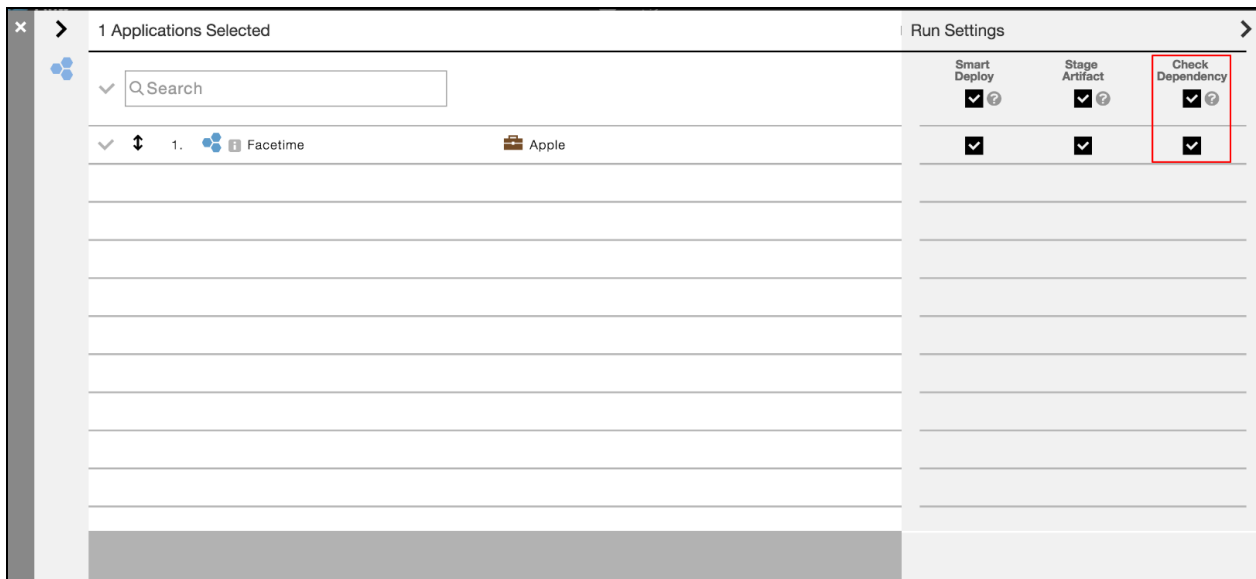 1 Applications Selected
Run Settings
Smart
Deploy
Stage
Artifact
Check
Dependency
Search
1. Facetime Apple